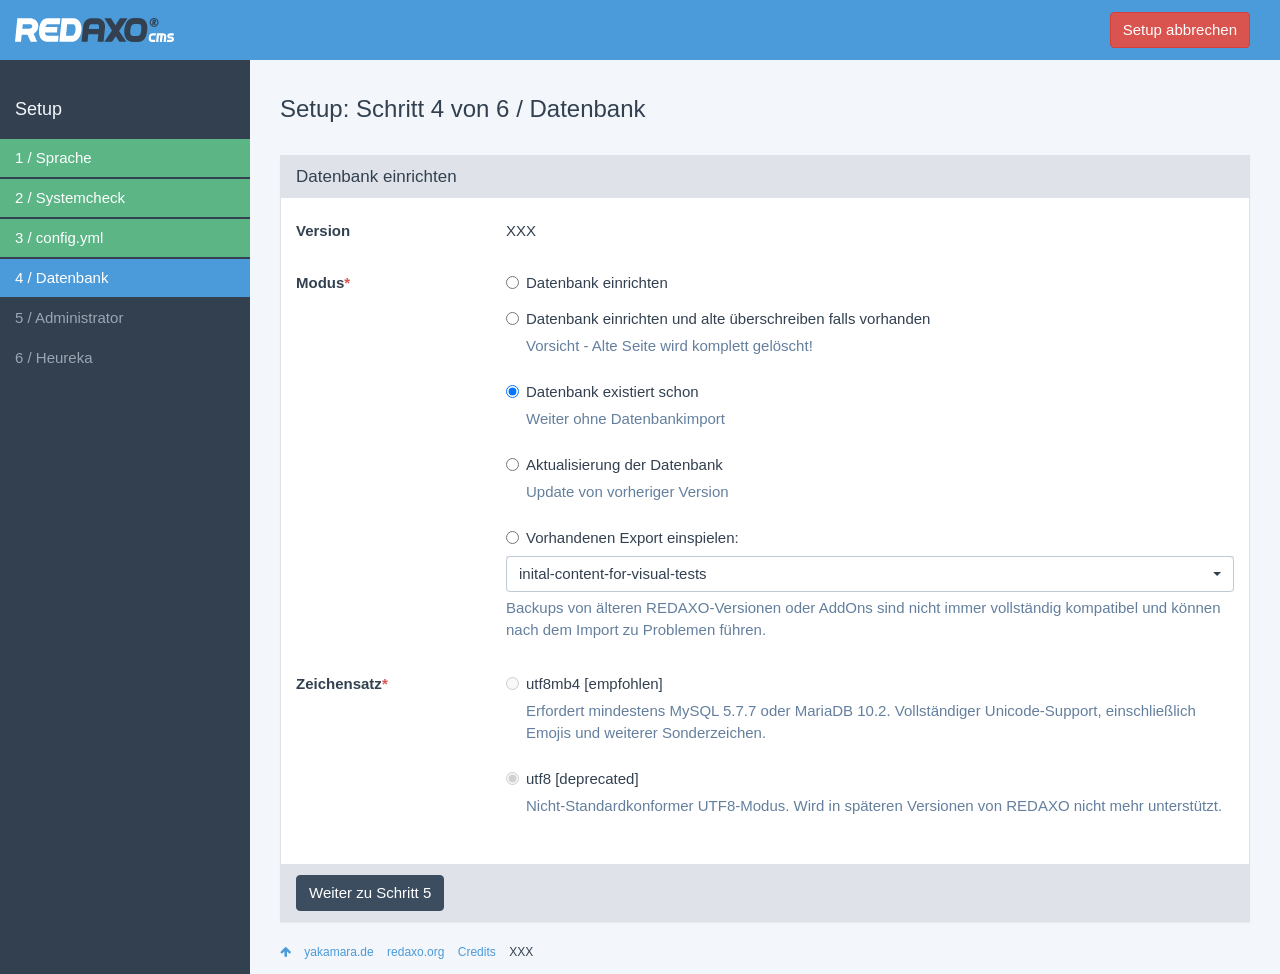 REDAXO® cms
Setup abbrechen
Setup
1 / Sprache
2 / Systemcheck
3 / config.yml
4 / Datenbank
5 / Administrator
6 / Heureka
Setup: Schritt 4 von 6 / Datenbank
Datenbank einrichten
Version XXX
Modus* Datenbank einrichten
Datenbank einrichten und alte überschreiben falls vorhanden
Vorsicht - Alte Seite wird komplett gelöscht!
Datenbank existiert schon
Weiter ohne Datenbankimport
Aktualisierung der Datenbank
Update von vorheriger Version
Vorhandenen Export einspielen:
inital-content-for-visual-tests
Backups von älteren REDAXO-Versionen oder AddOns sind nicht immer vollständig kompatibel und können
nach dem Import zu Problemen führen.
Zeichensatz* utf8mb4 [empfohlen]
Erfordert mindestens MySQL 5.7.7 oder MariaDB 10.2. Vollständiger Unicode-Support, einschließlich
Emojis und weiterer Sonderzeichen.
utf8 [deprecated]
Nicht-Standardkonformer UTF8-Modus. Wird in späteren Versionen von REDAXO nicht mehr unterstützt.
Weiter zu Schritt 5
yakamara.de redaxo.org Credits XXX